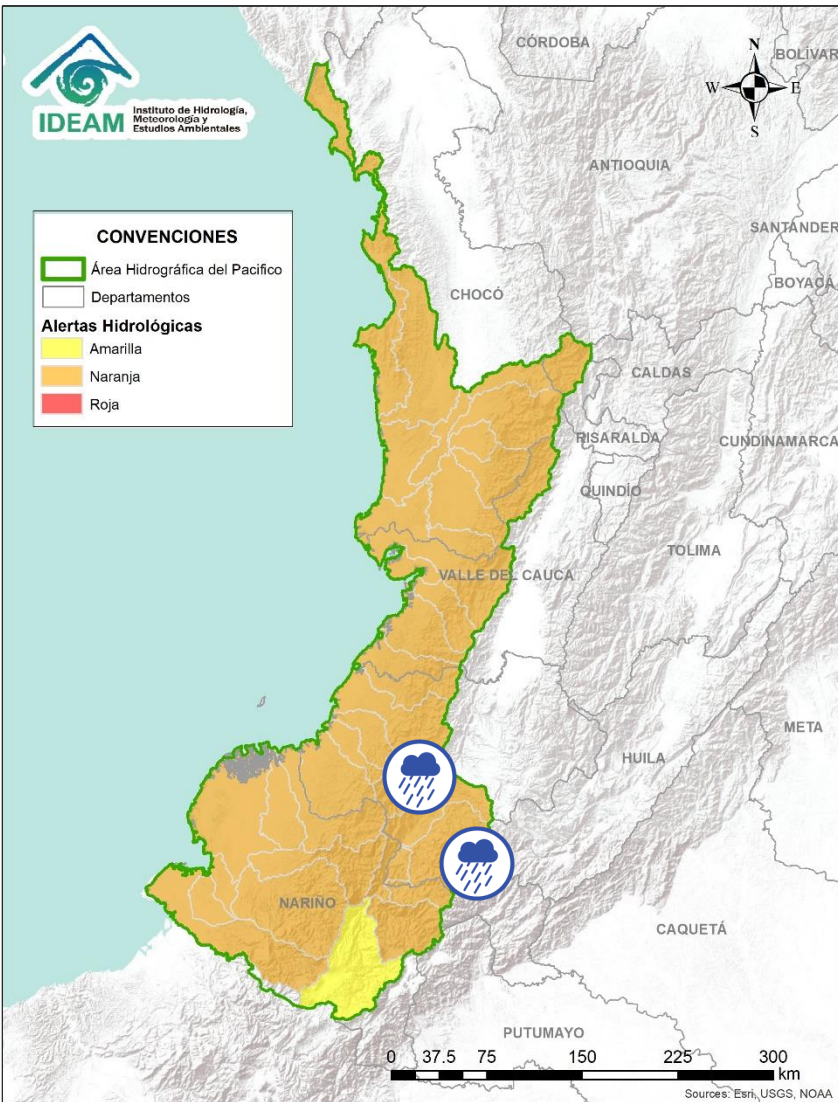 IDEAM
Instituto de Hidrología,
Meteorología y
Estudios Ambientales
CÓRDOBA
BOLÍVAR
N
W
E
S
ANTIOQUIA
SANTANDER
BOYACÁ
CONVENCIONES
Área Hidrográfica del Pacifico
Departamentos
Alertas Hidrológicas
Amarilla
Naranja
Roja
CHOCÓ
CALDAS
RISARALDA
CUNDINAMARCA
QUINDÍO
TOLIMA
VALLE DEL CAUCA
META
HUILA
NARIÑO
CAQUETÁ
PUTUMAYO
0 37.5 75 150 225 300
km
Sources: Esri, USGS, NOAA